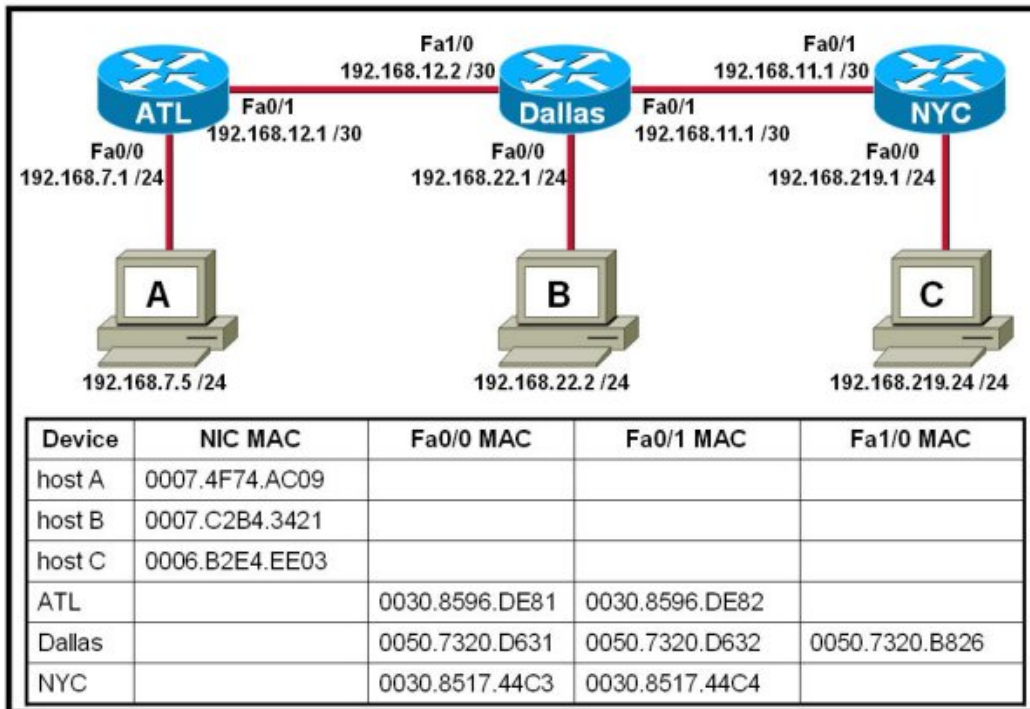 Fa1/0
192.168.12.2 /30
Fa0/1
192.168.11.1 /30
ATL
Dallas
NYC
Fa0/1
192.168.12.1 /30
Fa0/1
192.168.11.1 /30
Fa0/0
192.168.7.1 /24
Fa0/0
192.168.22.1 /24
Fa0/0
192.168.219.1 /24
A
B
C
192.168.7.5 /24
192.168.22.2 /24
192.168.219.24 /24
Device NIC MAC Fa0/0 MAC Fa0/1 MAC Fa1/0 MAC
host A 0007.4F74.AC09
host B 0007.C2B4.3421
host C 0006.B2E4.EE03
ATL 0030.8596.DE81 0030.8596.DE82
Dallas 0050.7320.D631 0050.7320.D632 0050.7320.B826
NYC 0030.8517.44C3 0030.8517.44C4